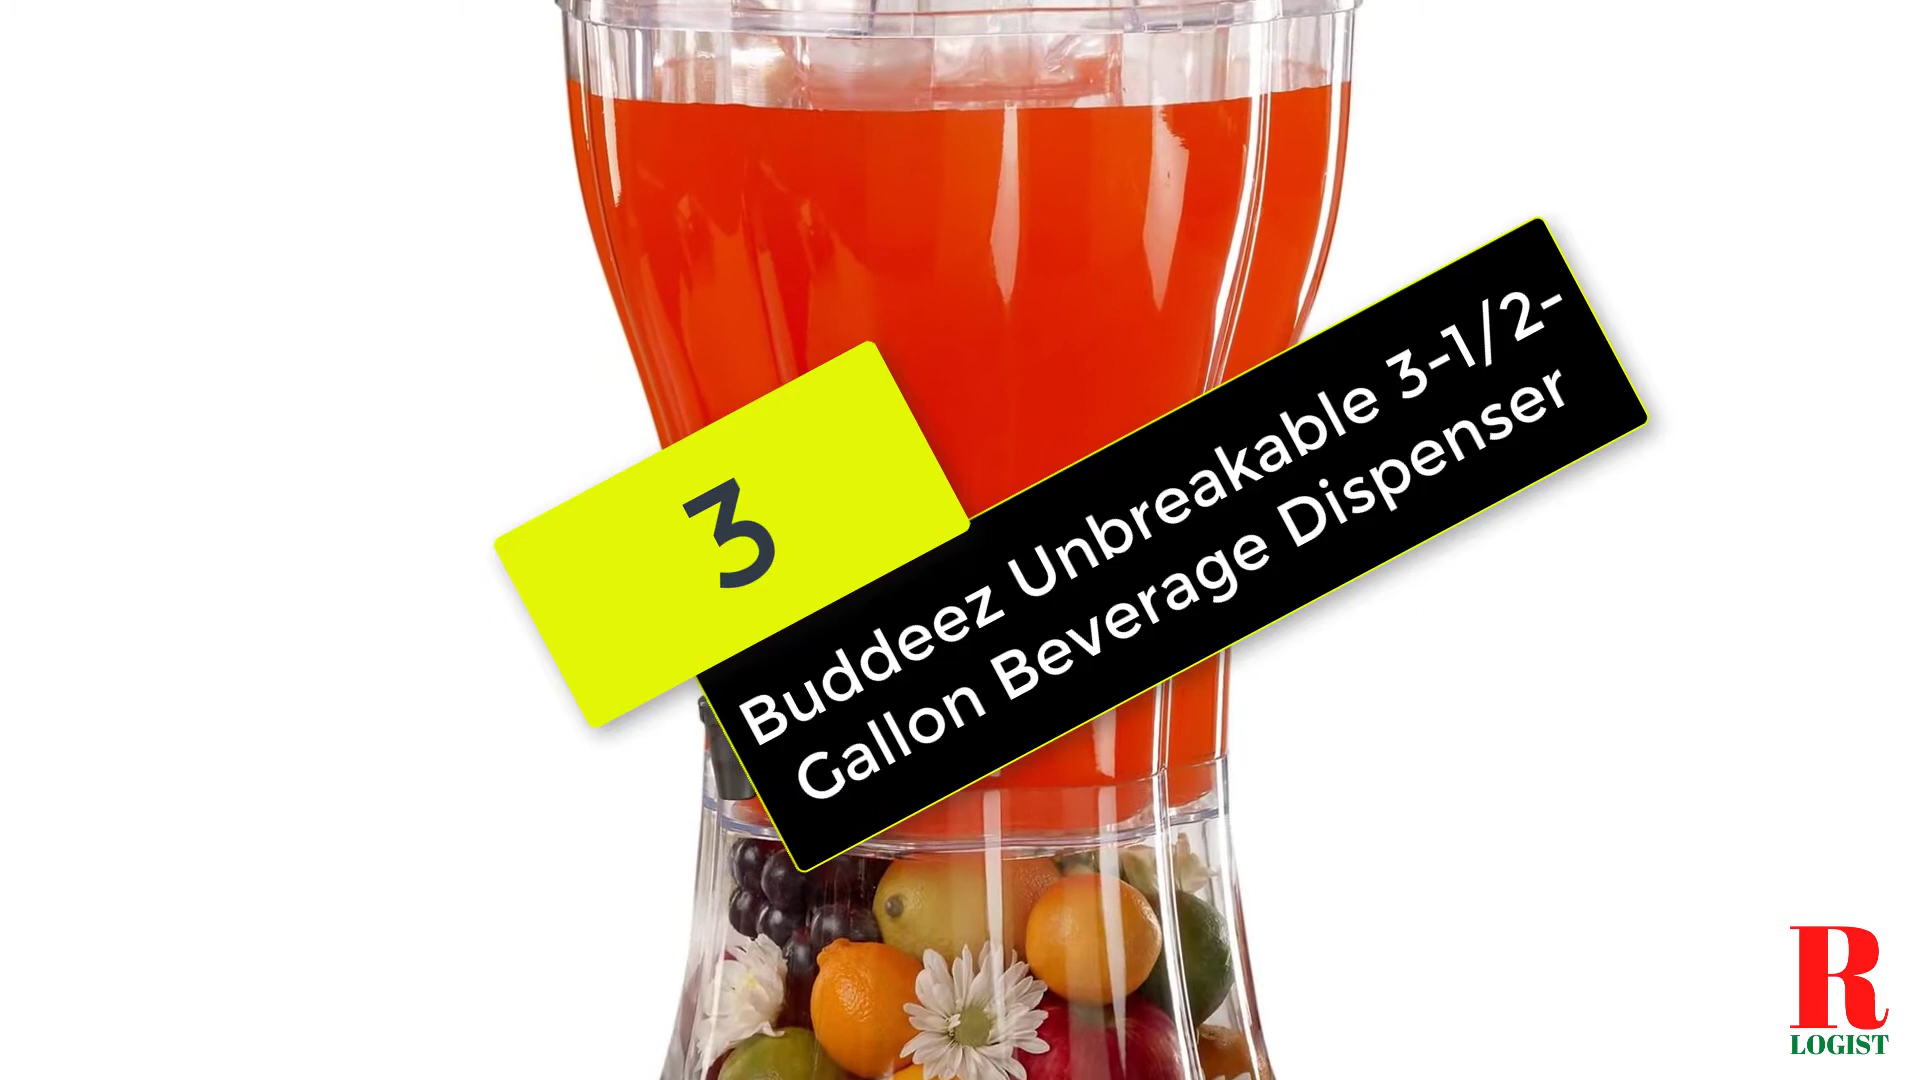 3
Buddeez Unbreakable 3-1/2-
Gallon Beverage Dispenser
R
LOGIST